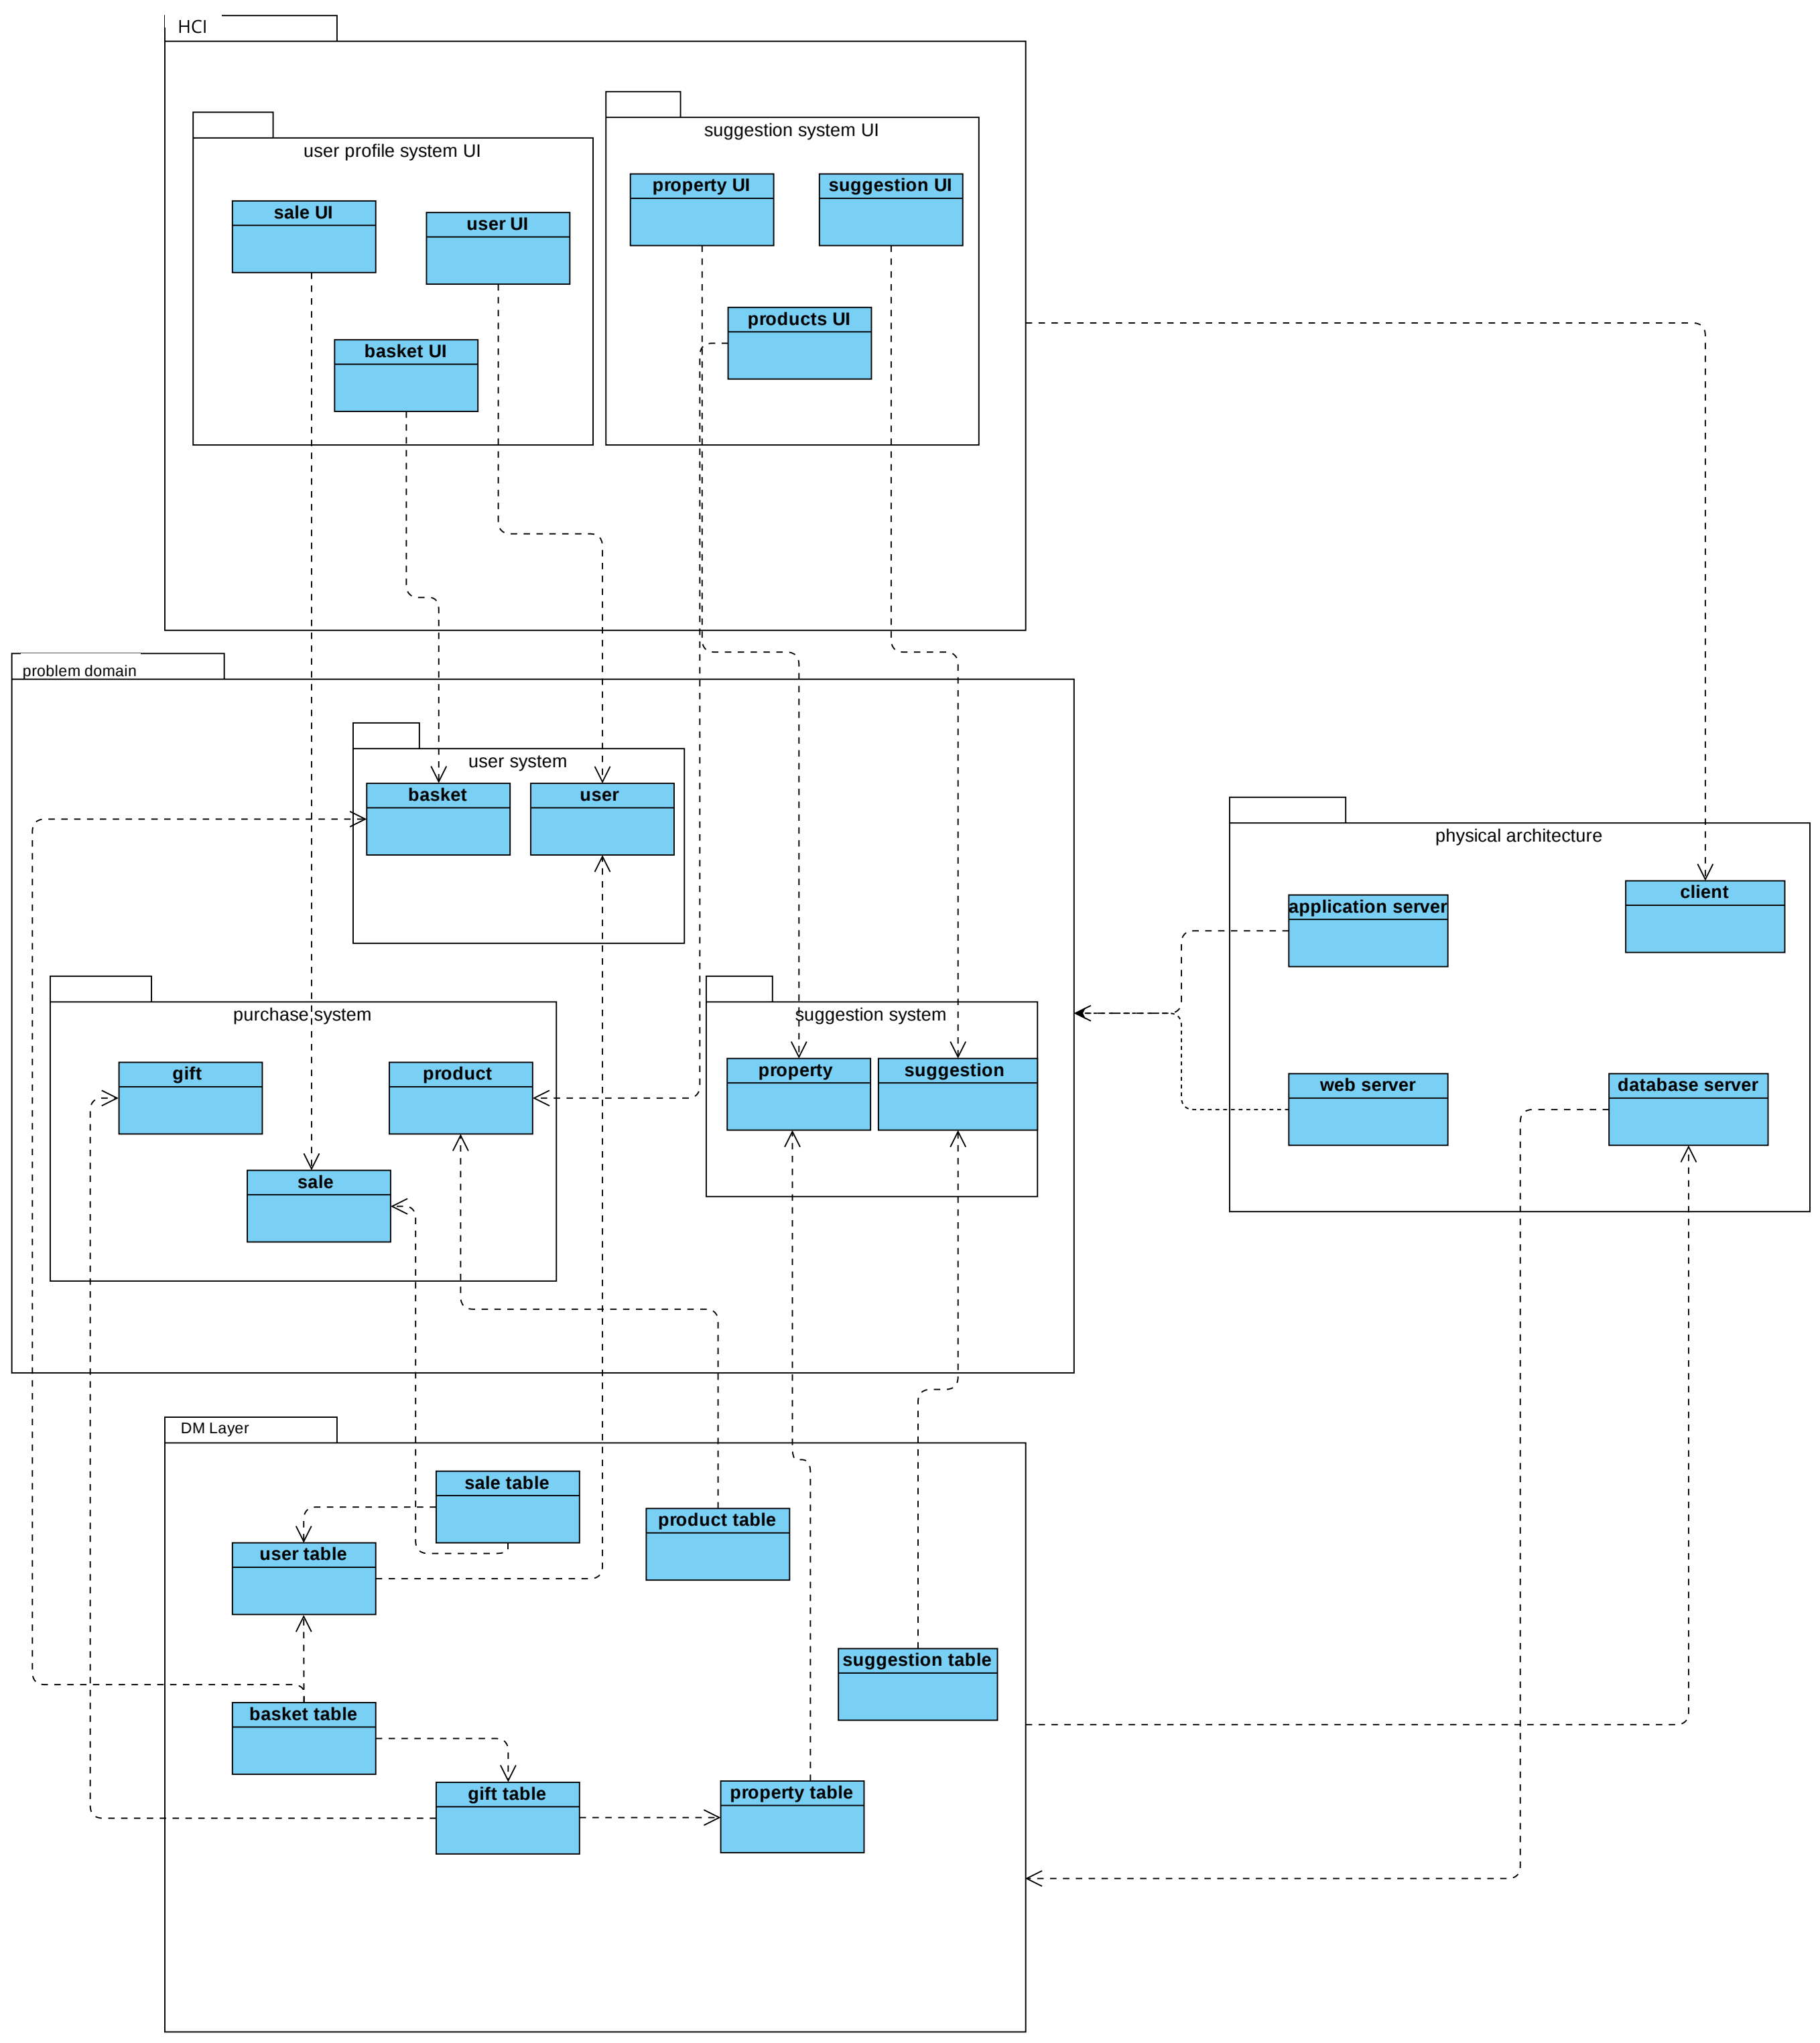 HCI
user profile system UI
suggestion system UI
sale UI
user UI
basket UI
property UI
suggestion UI
products UI
problem domain
user system
basket
user
purchase system
gift
product
sale
suggestion system
property
suggestion
physical architecture
application server
client
web server
database server
DM Layer
sale table
product table
user table
suggestion table
basket table
gift table
property table